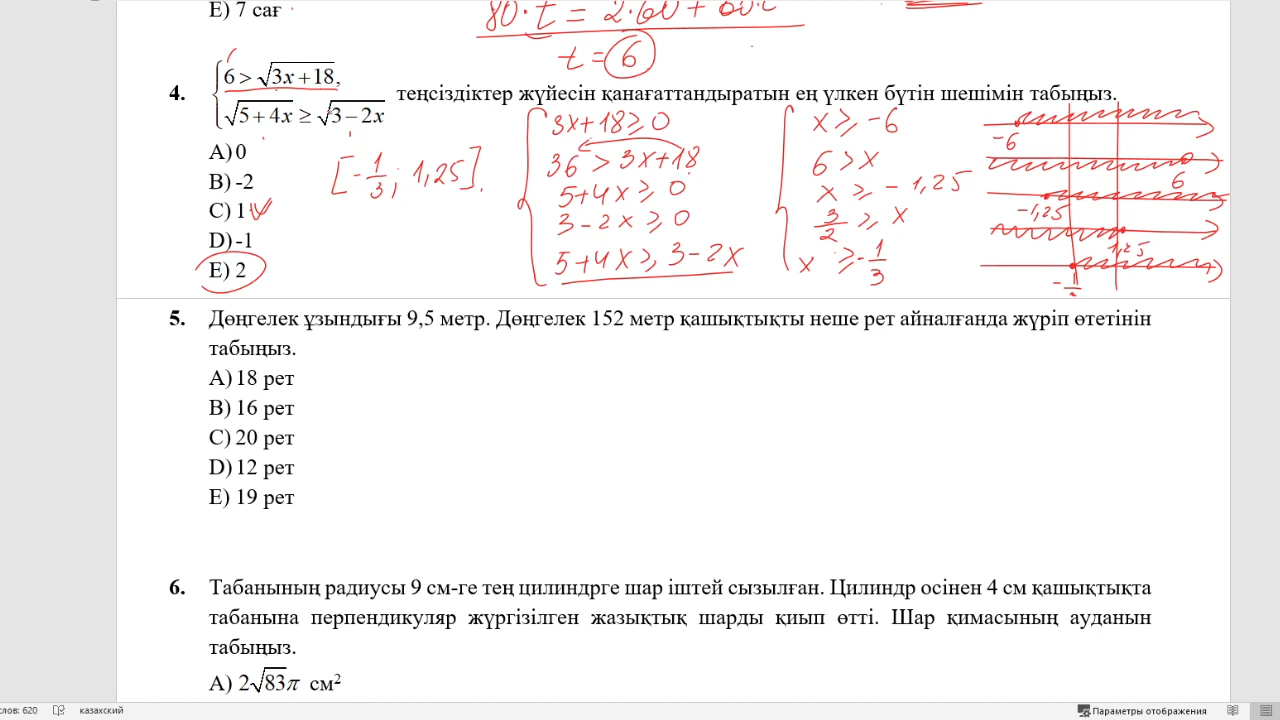 E) 7 сағ
80·t = 2·60 + 60·t
t = 6
4. {6 > √3x+18,
√5+4x ≥ √3−2x теңсіздіктер жүйесін қанағаттандыратын ең үлкен бүтін шешімін табыңыз.
A) 0
B) -2
C) 1
D) -1
E) 2
[-1/3; 1,25].
3x+18 ≥ 0
36 > 3x+18
5+4x ≥ 0
3−2x ≥ 0
5+4x ≥ 3−2x
x ≥ −6
6 > x
x ≥ −1,25
3/2 ≥ x
x ≥ -1/3
-6
6
-1,25
1,25
5. Дөңгелек ұзындығы 9,5 метр. Дөңгелек 152 метр қашықтықты неше рет айналғанда жүріп өтетінін
табыңыз.
A) 18 рет
B) 16 рет
C) 20 рет
D) 12 рет
E) 19 рет
6. Табанының радиусы 9 см-ге тең цилиндрге шар іштей сызылған. Цилиндр осінен 4 см қашықтықта
табанына перпендикуляр жүргізілген жазықтық шарды қиып өтті. Шар қимасының ауданын
табыңыз.
A) 2√83π см²
слов: 620 казахский Параметры отображения